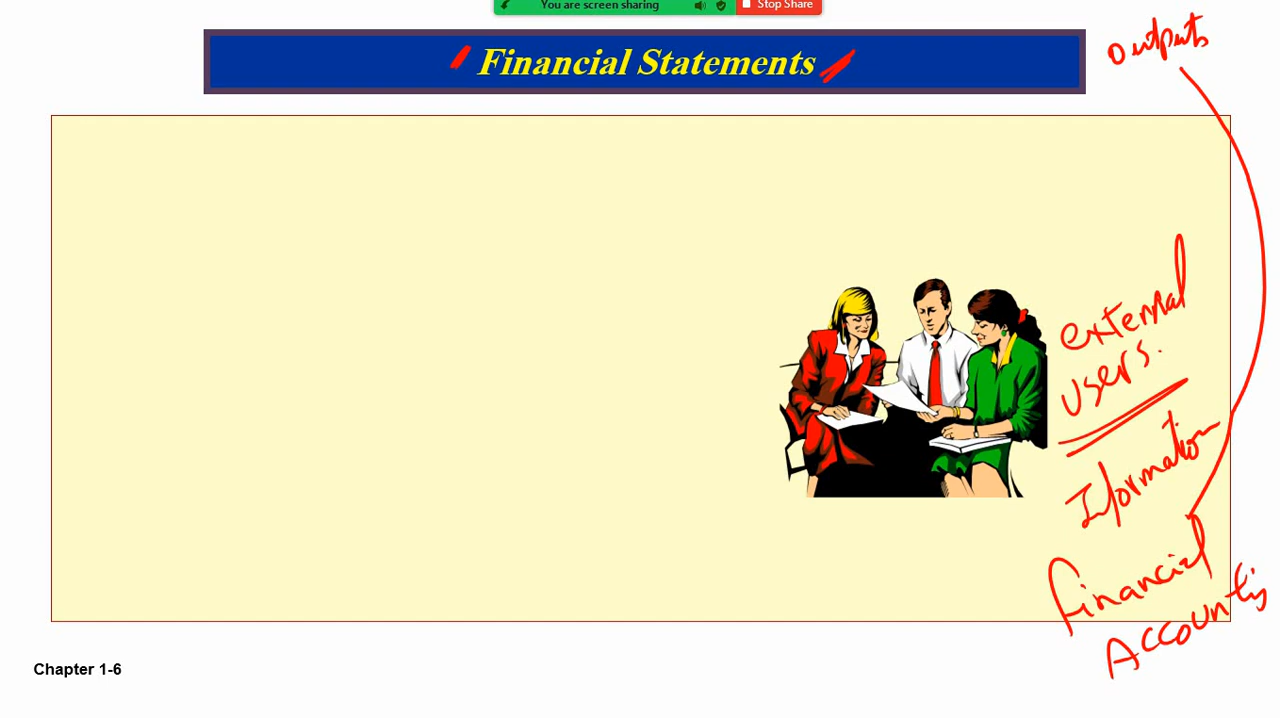 You are screen sharing
Stop Share
Financial Statements
outputs
external
users.
Information
Financial
Accounting
Chapter 1-6